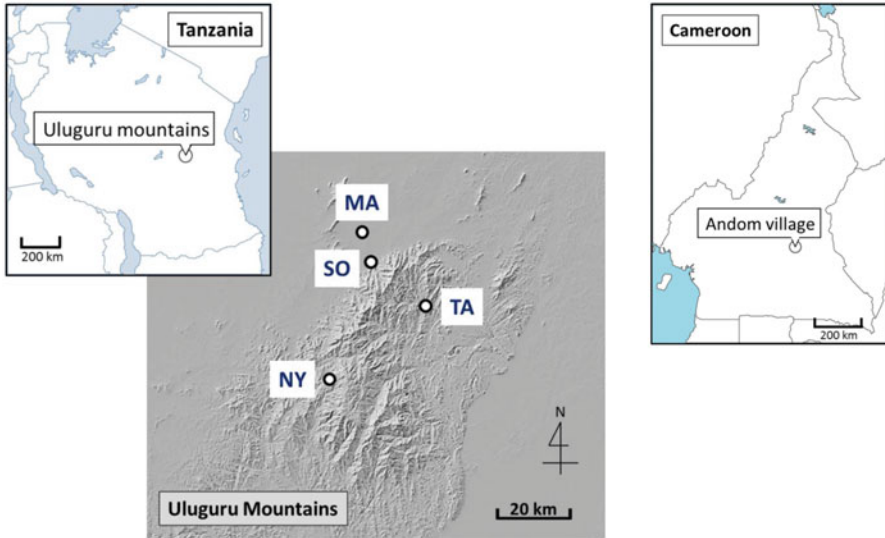 Tanzania
Uluguru mountains
200 km
MA
SO
TA
NY
N
Uluguru Mountains
20 km
Cameroon
Andom village
200 km